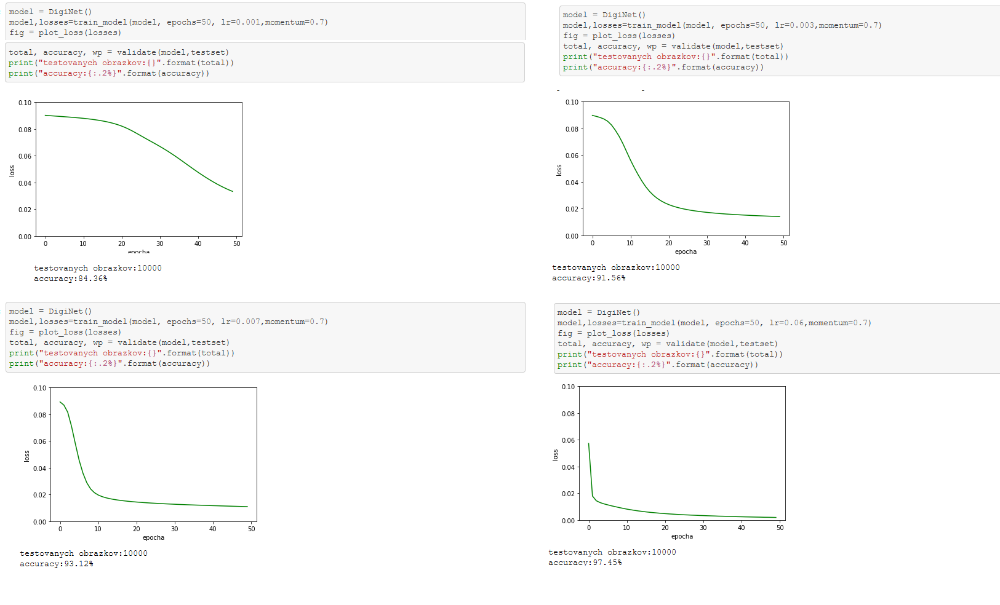 model = DigiNet()
model,losses=train_model(model, epochs=50, lr=0.001,momentum=0.7)
fig = plot_loss(losses)
total, accuracy, wp = validate(model,testset)
print("testovanych obrazkov:{}".format(total))
print("accuracy:{:.2%}".format(accuracy))
0.10
0.08
0.06
0.04
0.02
0.00
loss
0 10 20 30 40 50
epocha
testovanych obrazkov:10000
accuracy:84.36%
model = DigiNet()
model,losses=train_model(model, epochs=50, lr=0.003,momentum=0.7)
fig = plot_loss(losses)
total, accuracy, wp = validate(model,testset)
print("testovanych obrazkov:{}".format(total))
print("accuracy:{:.2%}".format(accuracy))
0.10
0.08
0.06
0.04
0.02
0.00
loss
0 10 20 30 40 50
epocha
testovanych obrazkov:10000
accuracy:91.56%
model = DigiNet()
model,losses=train_model(model, epochs=50, lr=0.007,momentum=0.7)
fig = plot_loss(losses)
total, accuracy, wp = validate(model,testset)
print("testovanych obrazkov:{}".format(total))
print("accuracy:{:.2%}".format(accuracy))
0.10
0.08
0.06
0.04
0.02
0.00
loss
0 10 20 30 40 50
epocha
testovanych obrazkov:10000
accuracy:93.12%
model = DigiNet()
model,losses=train_model(model, epochs=50, lr=0.06,momentum=0.7)
fig = plot_loss(losses)
total, accuracy, wp = validate(model,testset)
print("testovanych obrazkov:{}".format(total))
print("accuracy:{:.2%}".format(accuracy))
0.10
0.08
0.06
0.04
0.02
0.00
loss
0 10 20 30 40 50
epocha
testovanych obrazkov:10000
accuracy:97.45%